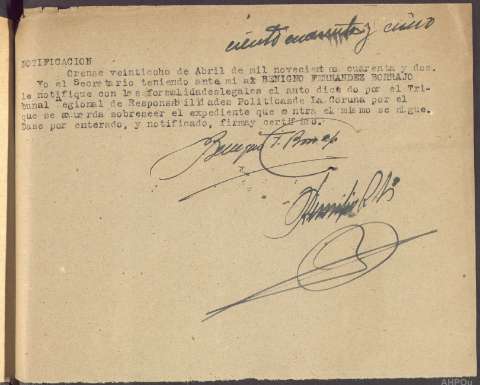 ciento cuarenta y cinco
NOTIFICACION
Orense veintiocho de Abril de mil novecientos cuarenta y dos.
Yo el Secretario teniendo ante mi a BENIGNO FERNANDEZ BORRAJO
le notifique con las formalidadeslegales el auto dictado por el Tri-
bunal Regional de Responsabilidades Politicasde La Coruna por el
que se acuerda sobreseer el expediente que contra el mismo se sigue.
Dase por enterado, y notificado, firmay certifico.
Benigno F. Borrajo
AHPOu